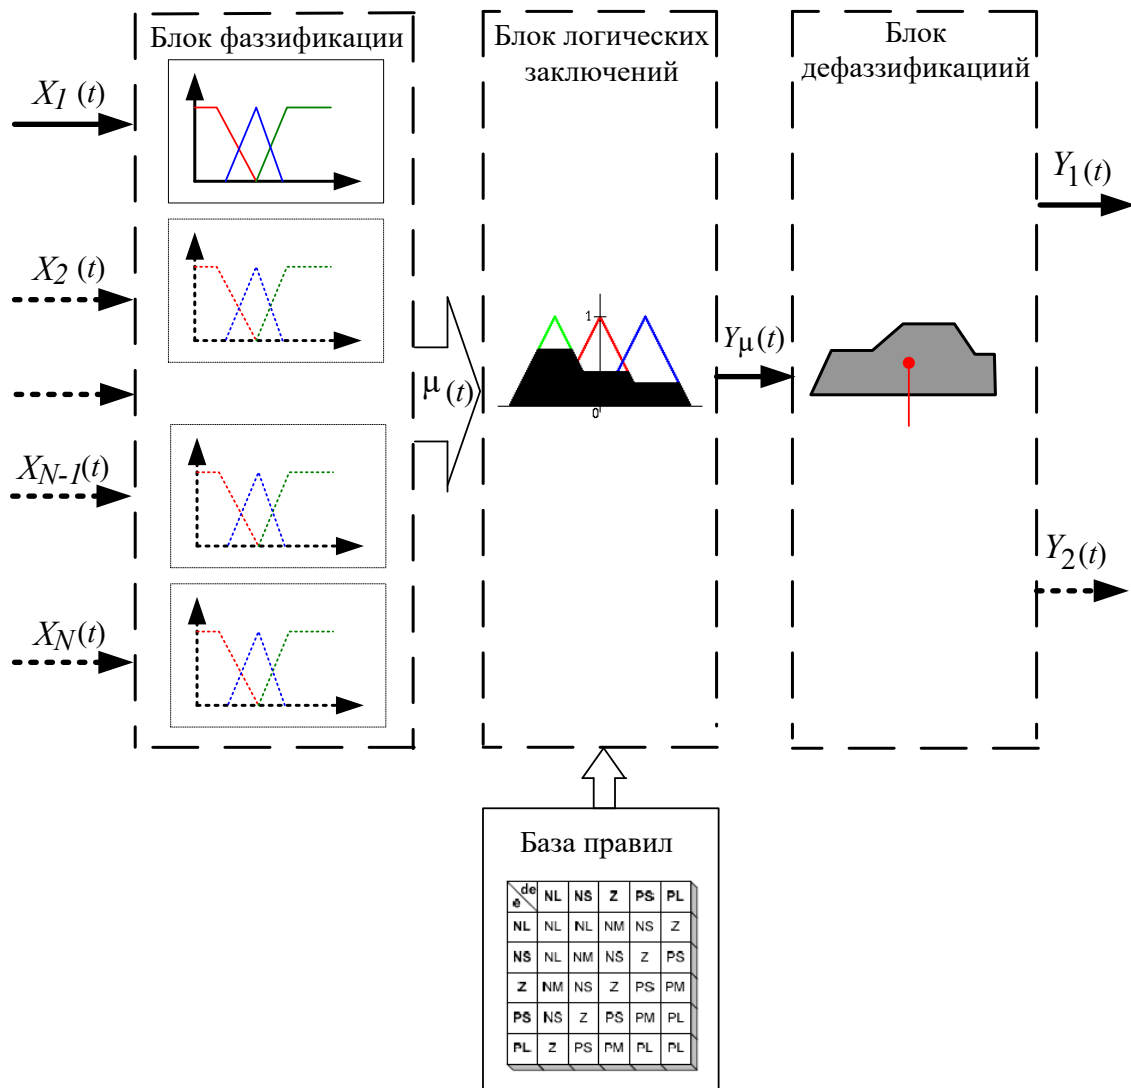 Блок фаззификации
Блок логических
заключений
Блок
дефаззификациий
X1 (t)
X2 (t)
XN-1(t)
XN(t)
μ(t)
1
0
Yμ(t)
Y1(t)
Y2(t)
База правил
de
e NL NS Z PS PL
NL NL NL NM NS Z
NS NL NM NS Z PS
Z NM NS Z PS PM
PS NS Z PS PM PL
PL Z PS PM PL PL